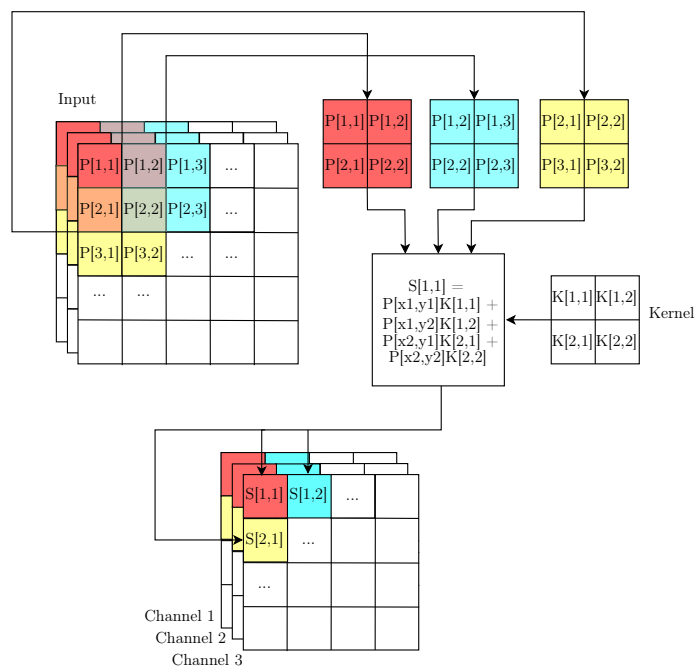 Input
P[1,1] P[1,2] P[1,3] ...
P[2,1] P[2,2] P[2,3] ...
P[3,1] P[3,2] ... ...
... ...
P[1,1] P[1,2]
P[2,1] P[2,2]
P[1,2] P[1,3]
P[2,2] P[2,3]
P[2,1] P[2,2]
P[3,1] P[3,2]
S[1,1] =
P[x1,y1]K[1,1] +
P[x1,y2]K[1,2] +
P[x2,y1]K[2,1] +
P[x2,y2]K[2,2]
K[1,1] K[1,2]
K[2,1] K[2,2]
Kernel
S[1,1] S[1,2] ...
S[2,1] ...
...
Channel 1
Channel 2
Channel 3